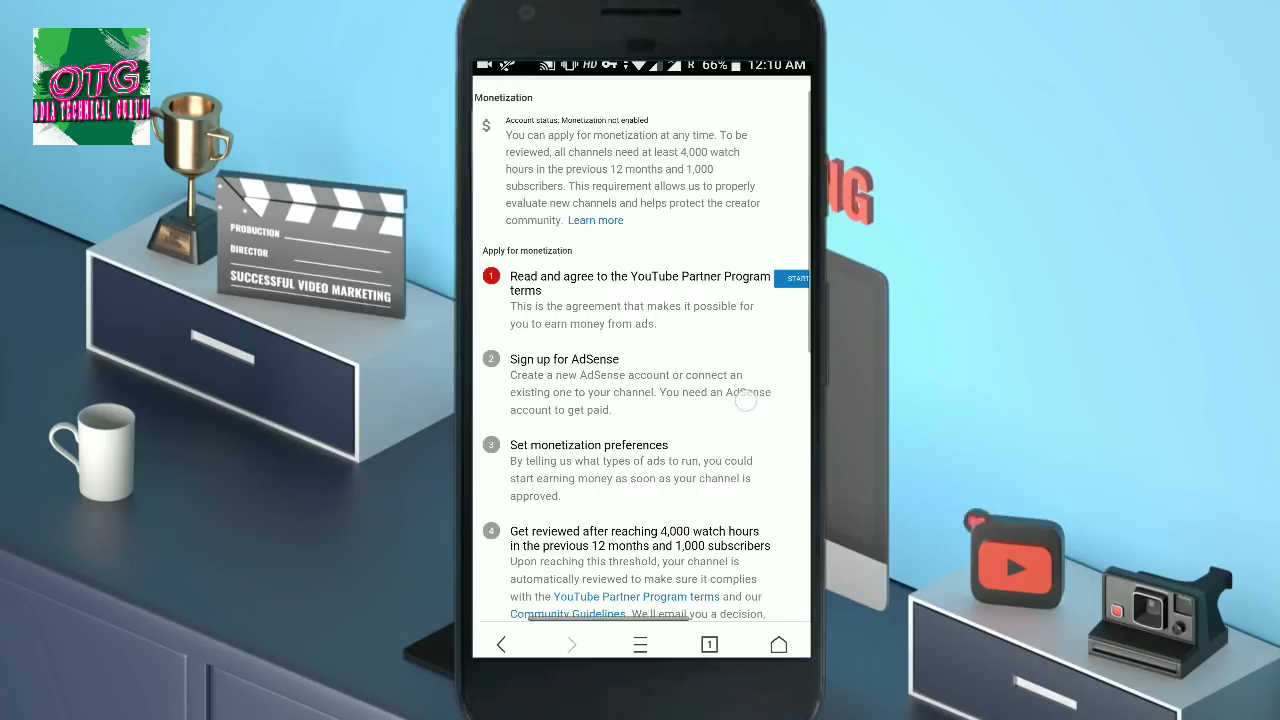 OTG
ODIA TECHNICAL GURUJI
PRODUCTION
DIRECTOR
SUCCESSFUL VIDEO MARKETING
NG
HD R 66% 12:10 AM
Monetization
$
Account status: Monetization not enabled
You can apply for monetization at any time. To be
reviewed, all channels need at least 4,000 watch
hours in the previous 12 months and 1,000
subscribers. This requirement allows us to properly
evaluate new channels and helps protect the creator
community. Learn more
Apply for monetization
1 Read and agree to the YouTube Partner Program
terms
START
This is the agreement that makes it possible for
you to earn money from ads.
2 Sign up for AdSense
Create a new AdSense account or connect an
existing one to your channel. You need an AdSense
account to get paid.
3 Set monetization preferences
By telling us what types of ads to run, you could
start earning money as soon as your channel is
approved.
4 Get reviewed after reaching 4,000 watch hours
in the previous 12 months and 1,000 subscribers
Upon reaching this threshold, your channel is
automatically reviewed to make sure it complies
with the YouTube Partner Program terms and our
Community Guidelines. We'll email you a decision,
1